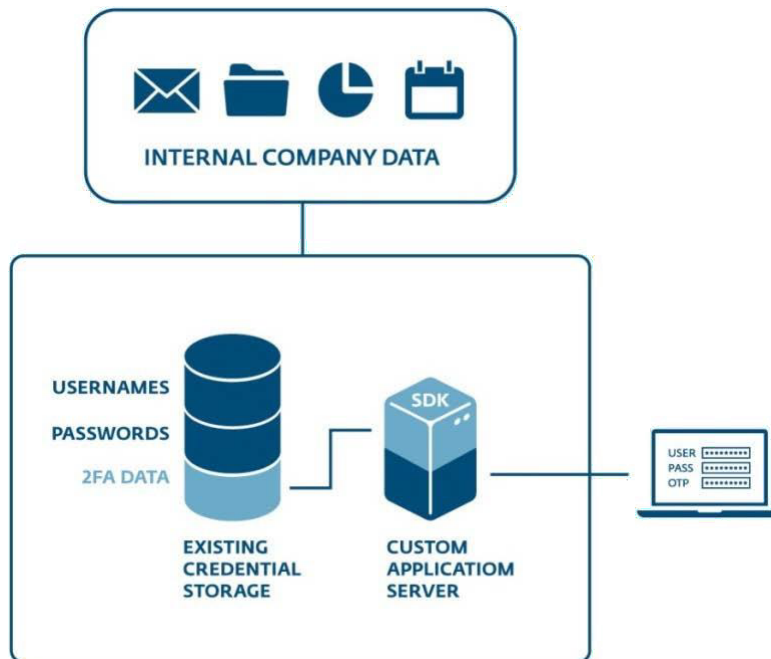 INTERNAL COMPANY DATA
USERNAMES
PASSWORDS
2FA DATA
SDK
USER
PASS
OTP
EXISTING
CREDENTIAL
STORAGE
CUSTOM
APPLICATIOM
SERVER